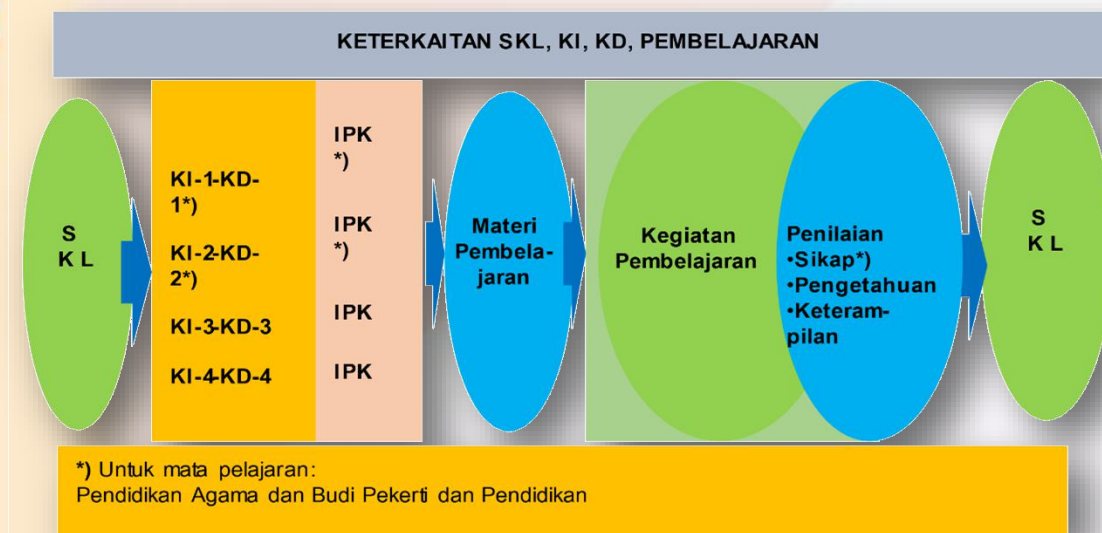 KETERKAITAN SKL, KI, KD, PEMBELAJARAN
S
K L
KI-1-KD-
1*)
KI-2-KD-
2*)
KI-3-KD-3
KI-4-KD-4
IPK
*)
IPK
*)
IPK
IPK
Materi
Pembela-
jaran
Kegiatan
Pembelajaran
Penilaian
•Sikap*)
•Pengetahuan
•Keteram-
pilan
S
K L
*) Untuk mata pelajaran:
Pendidikan Agama dan Budi Pekerti dan Pendidikan